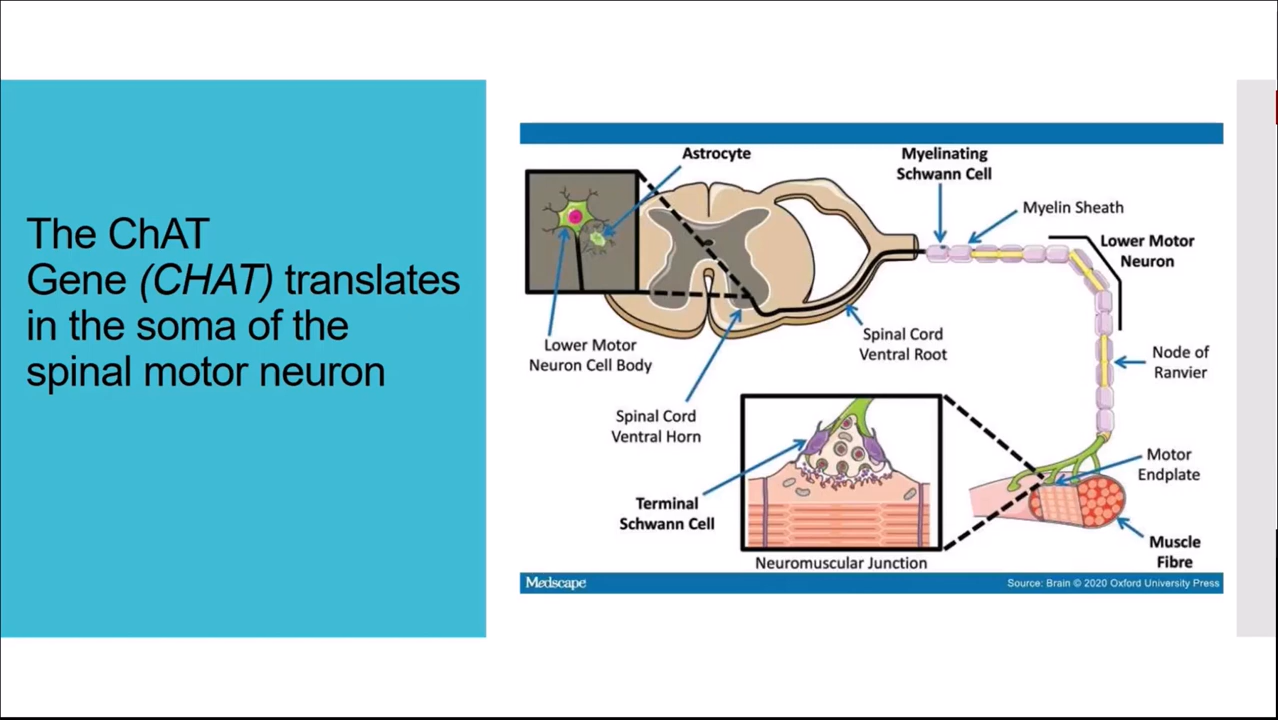 The ChAT
Gene (CHAT) translates
in the soma of the
spinal motor neuron
Astrocyte
Myelinating
Schwann Cell
Myelin Sheath
Lower Motor
Neuron
Lower Motor
Neuron Cell Body
Spinal Cord
Ventral Root
Node of
Ranvier
Spinal Cord
Ventral Horn
Motor
Endplate
Terminal
Schwann Cell
Muscle
Fibre
Neuromuscular Junction
Medscape
Source: Brain © 2020 Oxford University Press